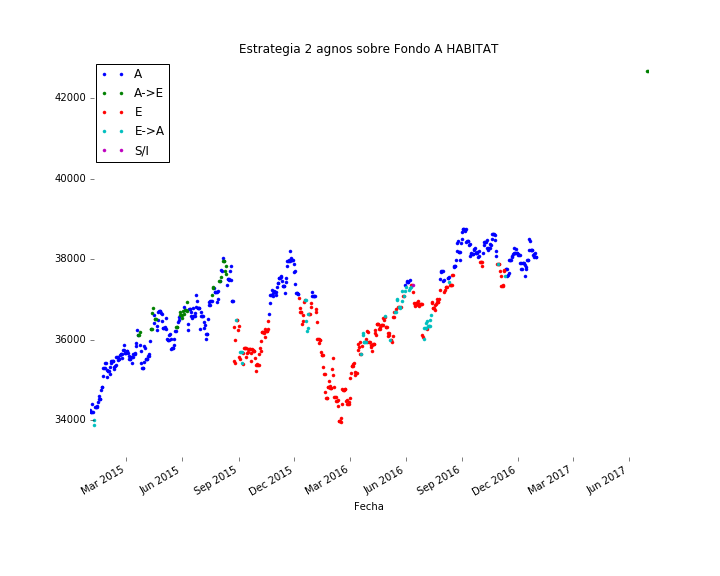 Estrategia 2 agnos sobre Fondo A HABITAT
A
A->E
E
E->A
S/I
42000
40000
38000
36000
34000
Mar 2015
Jun 2015
Sep 2015
Dec 2015
Mar 2016
Jun 2016
Sep 2016
Dec 2016
Mar 2017
Jun 2017
Fecha